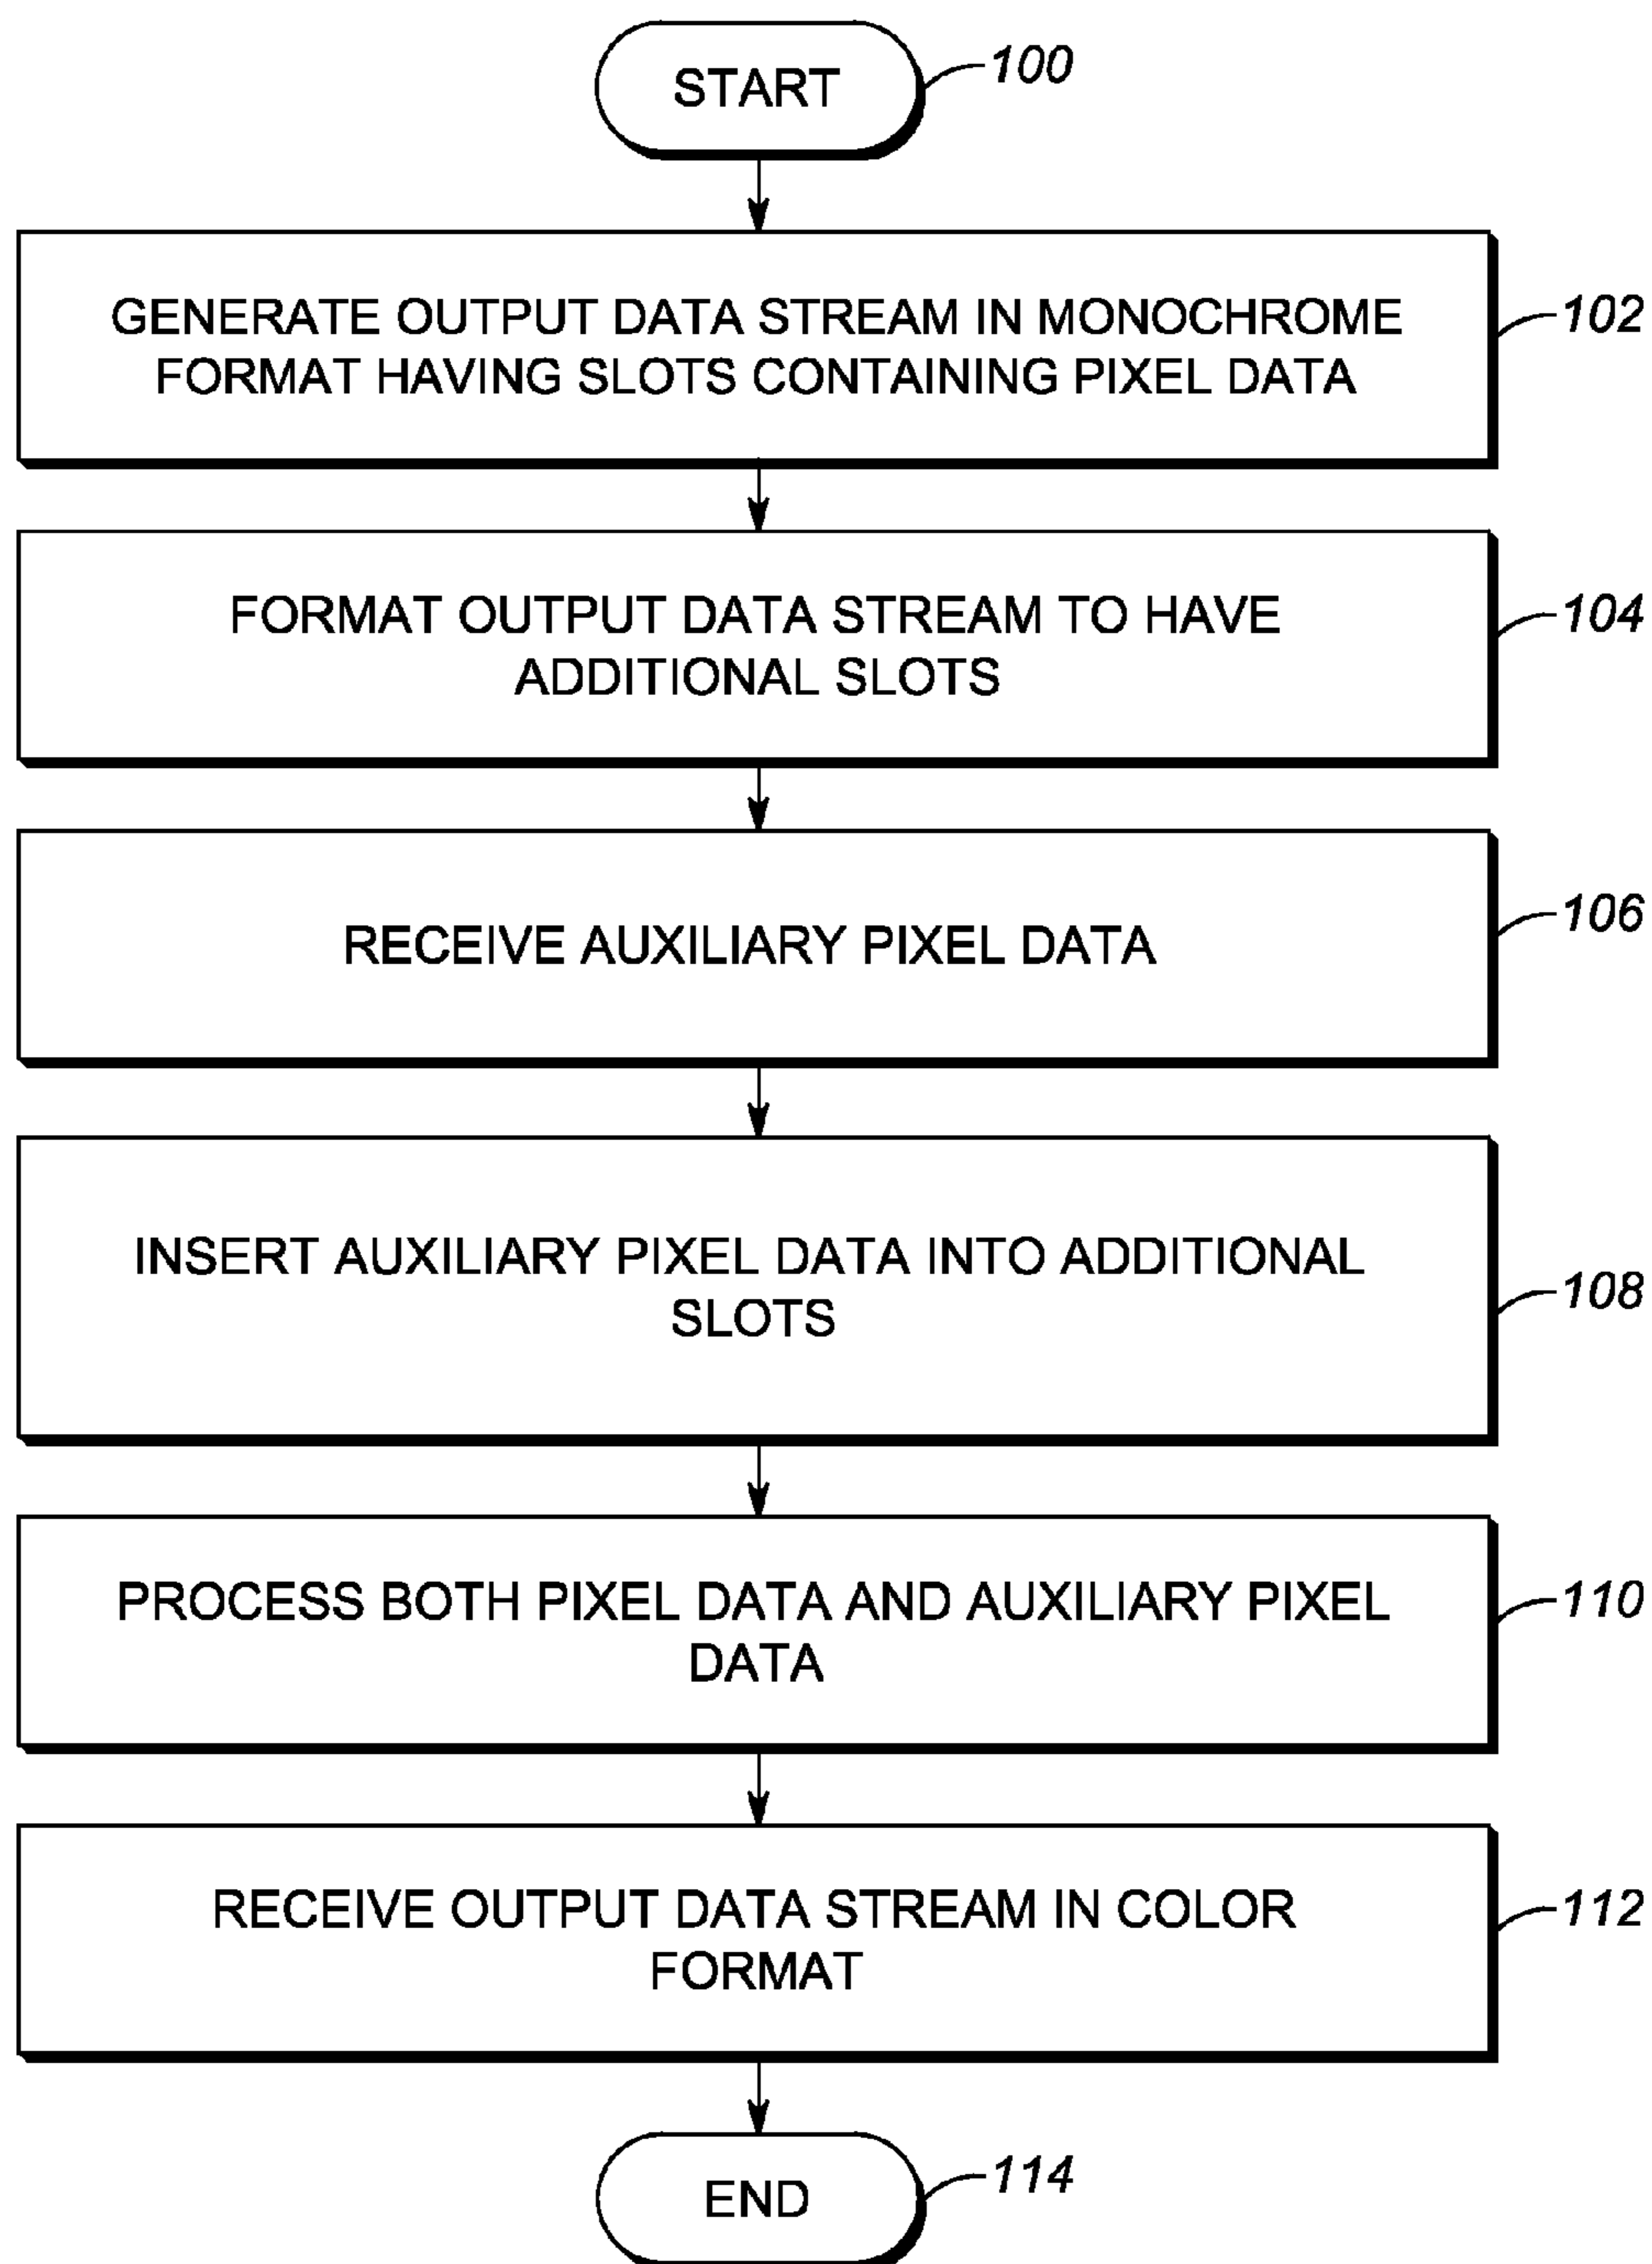 START
100
GENERATE OUTPUT DATA STREAM IN MONOCHROME
FORMAT HAVING SLOTS CONTAINING PIXEL DATA
102
FORMAT OUTPUT DATA STREAM TO HAVE
ADDITIONAL SLOTS
104
RECEIVE AUXILIARY PIXEL DATA
106
INSERT AUXILIARY PIXEL DATA INTO ADDITIONAL
SLOTS
108
PROCESS BOTH PIXEL DATA AND AUXILIARY PIXEL
DATA
110
RECEIVE OUTPUT DATA STREAM IN COLOR
FORMAT
112
END
114